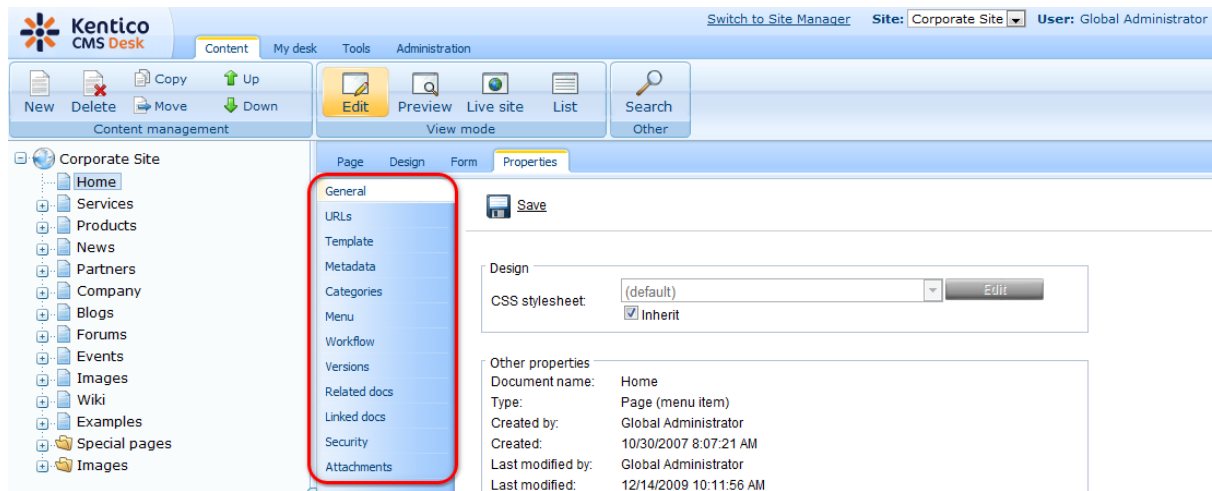 Kentico
CMS Desk
Switch to Site Manager Site: Corporate Site User: Global Administrator
Content My desk Tools Administration
New Delete Copy Move Up Down
Content management
Edit Preview Live site List
View mode
Search
Other
Corporate Site
Home
Services
Products
News
Partners
Company
Blogs
Forums
Events
Images
Wiki
Examples
Special pages
Images
Page Design Form Properties
General
URLs
Template
Metadata
Categories
Menu
Workflow
Versions
Related docs
Linked docs
Security
Attachments
Save
Design
CSS stylesheet: (default) Edit
Inherit
Other properties
Document name: Home
Type: Page (menu item)
Created by: Global Administrator
Created: 10/30/2007 8:07:21 AM
Last modified by: Global Administrator
Last modified: 12/14/2009 10:11:56 AM